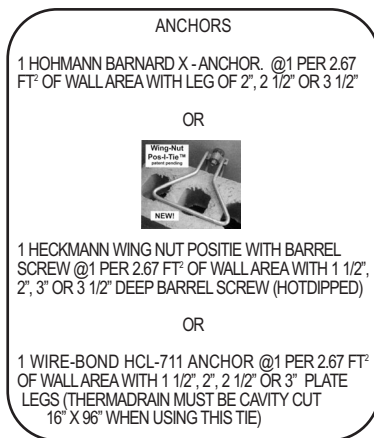 ANCHORS
1 HOHMANN BARNARD X - ANCHOR. @1 PER 2.67
FT² OF WALL AREA WITH LEG OF 2”, 2 1/2” OR 3 1/2”
OR
Wing-Nut
Pos-I-Tie™
patent pending
NEW!
1 HECKMANN WING NUT POSITIE WITH BARREL
SCREW @1 PER 2.67 FT² OF WALL AREA WITH 1 1/2”,
2”, 3” OR 3 1/2” DEEP BARREL SCREW (HOTDIPPED)
OR
1 WIRE-BOND HCL-711 ANCHOR @1 PER 2.67 FT²
OF WALL AREA WITH 1 1/2”, 2”, 2 1/2” OR 3” PLATE
LEGS (THERMADRAIN MUST BE CAVITY CUT
16” X 96” WHEN USING THIS TIE)